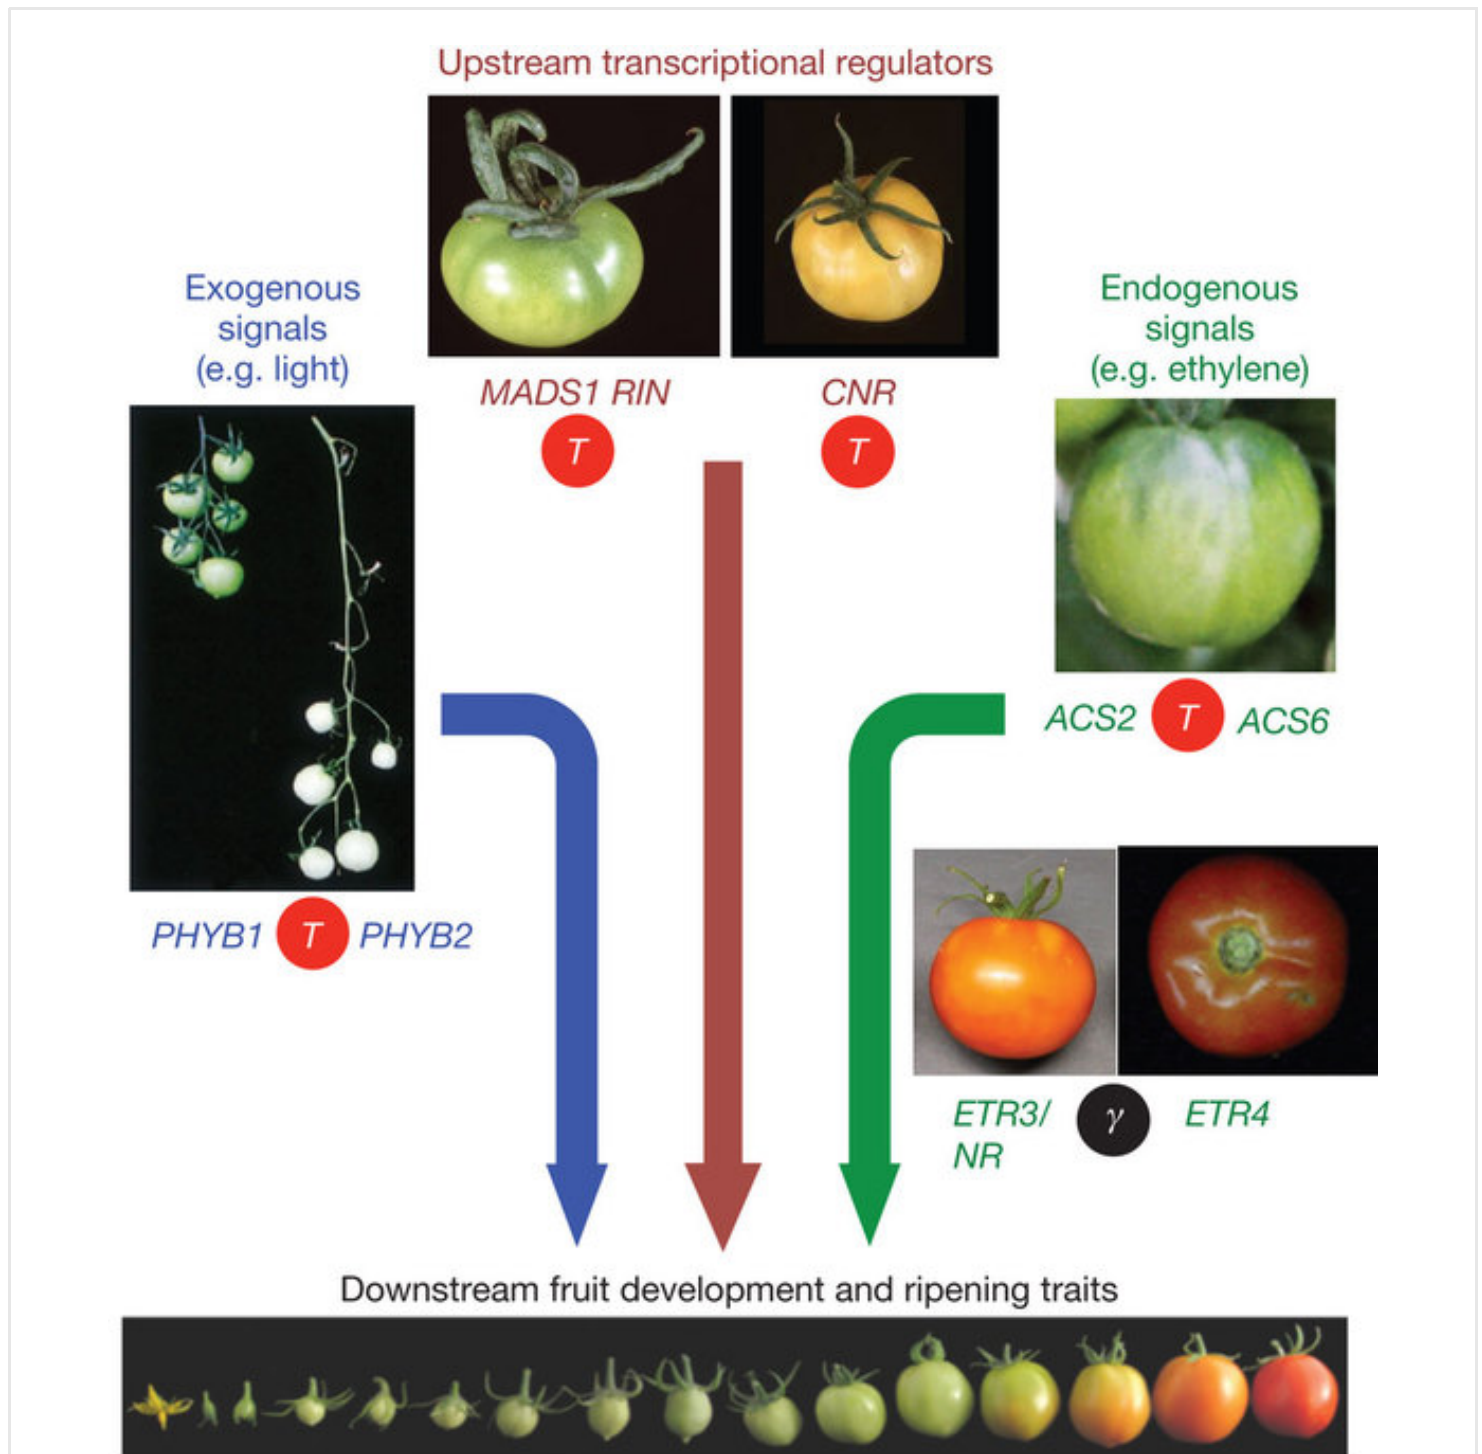 Upstream transcriptional regulators
Exogenous
signals
(e.g. light)
Endogenous
signals
(e.g. ethylene)
MADS1 RIN
CNR
T
T
ACS2 T ACS6
PHYB1 T PHYB2
ETR3/ γ ETR4
NR
Downstream fruit development and ripening traits